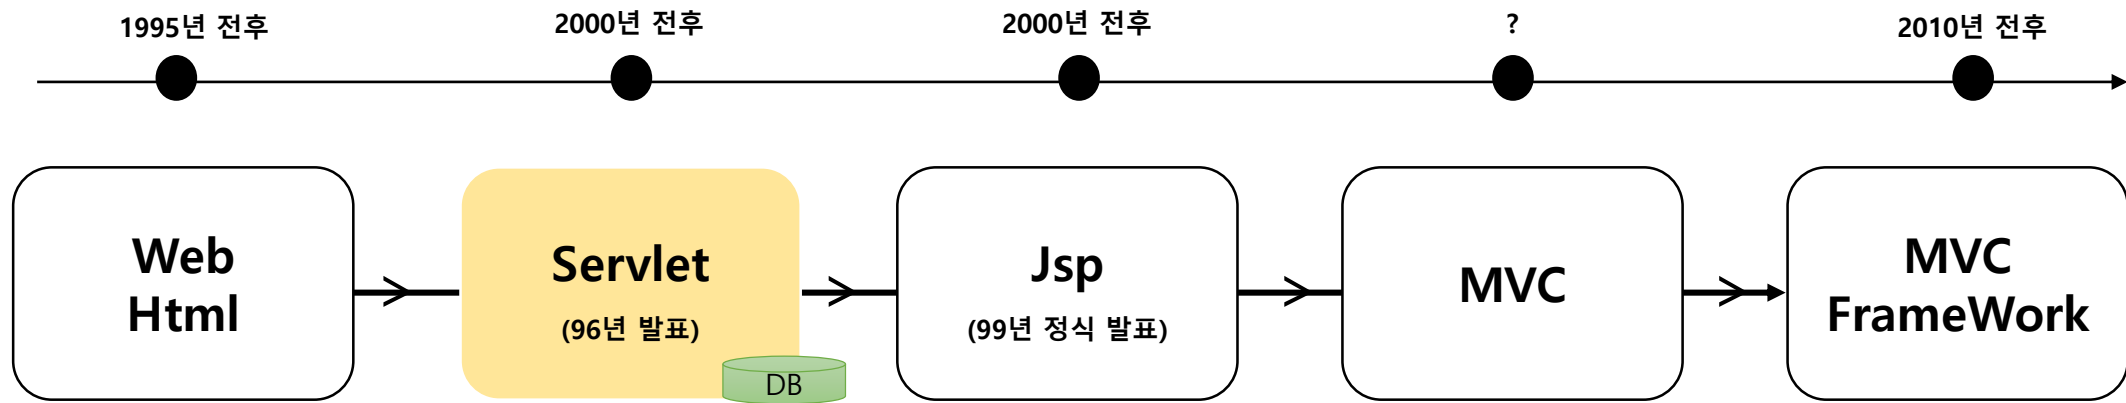 1995년 전후
2000년 전후
2000년 전후
?
2010년 전후
Web
Html
Servlet
(96년 발표)
DB
Jsp
(99년 정식 발표)
MVC
MVC
FrameWork